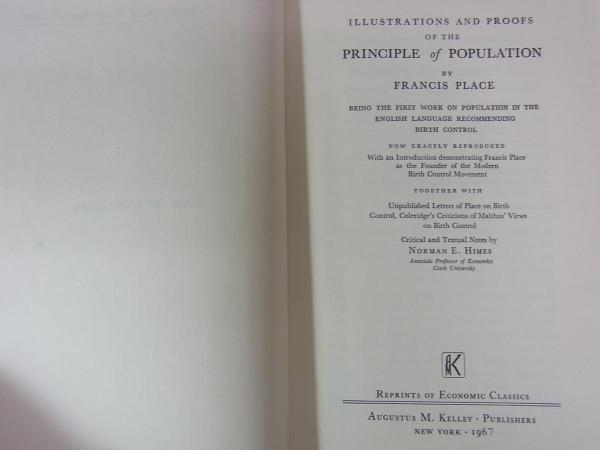 ILLUSTRATIONS AND PROOFS
OF THE
PRINCIPLE of POPULATION
BY
FRANCIS PLACE
BEING THE FIRST WORK ON POPULATION IN THE
ENGLISH LANGUAGE RECOMMENDING
BIRTH CONTROL
NOW EXACTLY REPRODUCED
With an Introduction demonstrating Francis Place
as the Founder of the Modern
Birth Control Movement
TOGETHER WITH
Unpublished Letters of Place on Birth
Control, Coleridge's Criticisms of Malthus' Views
on Birth Control
Critical and Textual Notes by
NORMAN E. HIMES
Associate Professor of Economics
Clark University
K
REPRINTS OF ECONOMIC CLASSICS
AUGUSTUS M. KELLEY · PUBLISHERS
NEW YORK · 1967